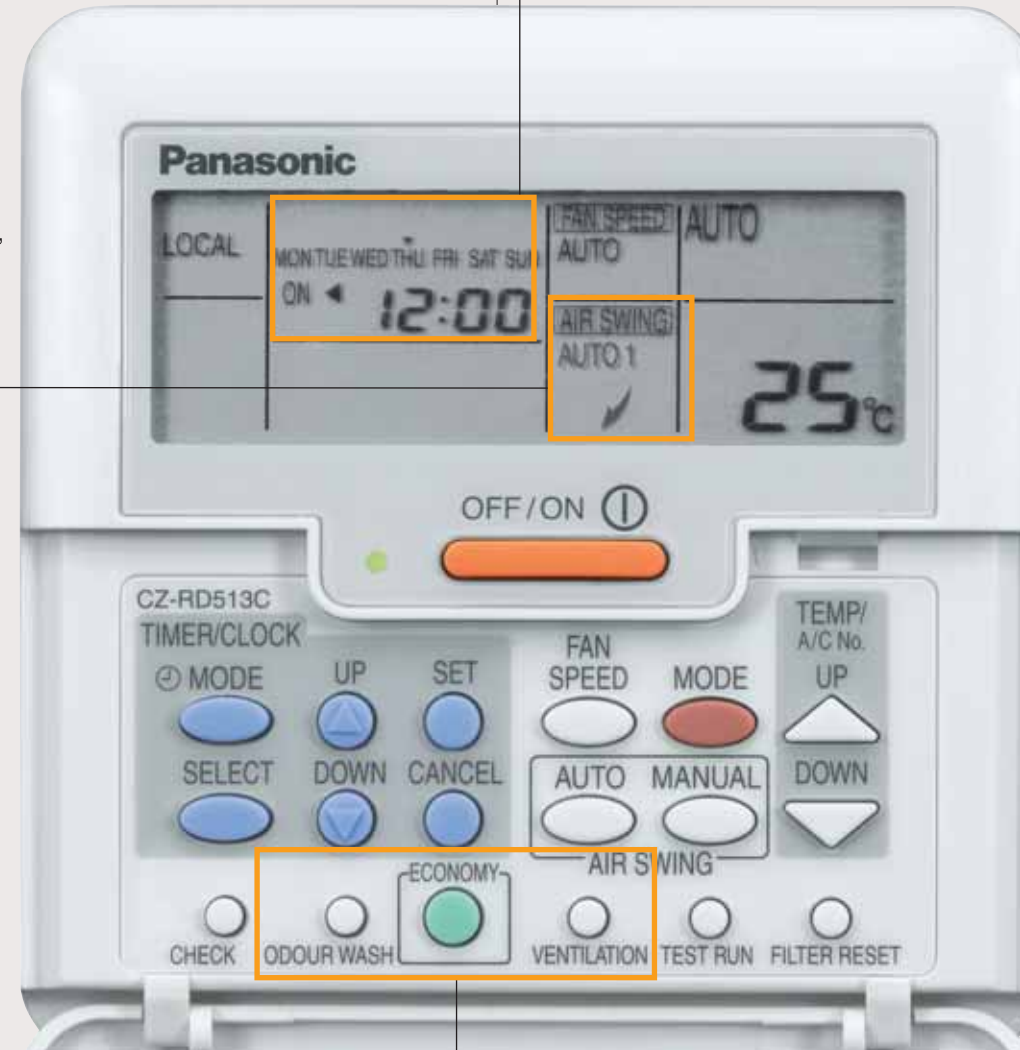 Panasonic
LOCAL
MON TUE WED THU FRI SAT SUN
ON ◄ 12:00
FAN SPEED
AUTO
AIR SWING
AUTO 1
AUTO
25°C
OFF/ON
CZ-RD513C
TIMER/CLOCK
MODE UP SET
SELECT DOWN CANCEL
FAN
SPEED
MODE
AUTO MANUAL
AIR SWING
TEMP/
A/C No.
UP
DOWN
ECONOMY
CHECK ODOUR WASH VENTILATION TEST RUN FILTER RESET